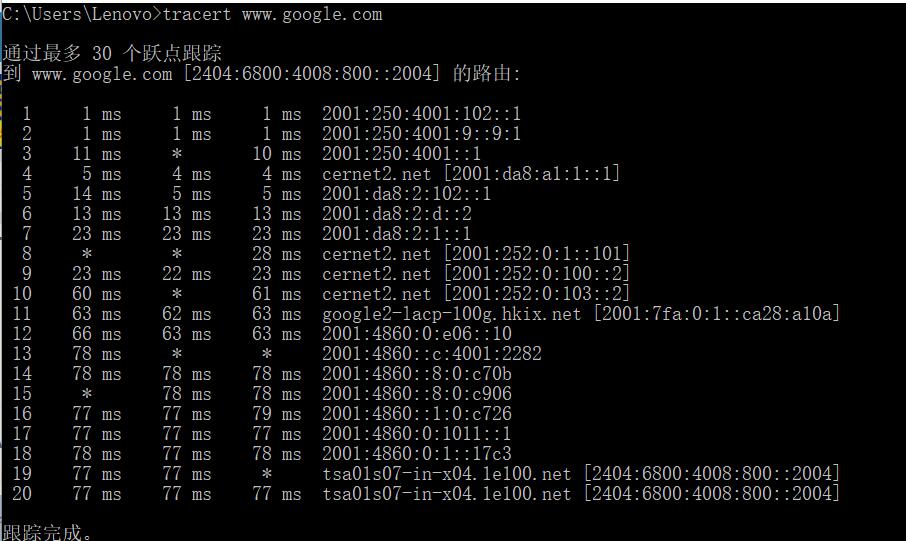 C:\Users\Lenovo>tracert www.google.com
通过最多 30 个跃点跟踪
到 www.google.com [2404:6800:4008:800::2004] 的路由:
1 1 ms 1 ms 1 ms 2001:250:4001:102::1
2 1 ms 1 ms 1 ms 2001:250:4001:9::9:1
3 11 ms * 10 ms 2001:250:4001::1
4 5 ms 4 ms 4 ms cernet2.net [2001:da8:a1:1::1]
5 14 ms 5 ms 5 ms 2001:da8:2:102::1
6 13 ms 13 ms 13 ms 2001:da8:2:d::2
7 23 ms 23 ms 23 ms 2001:da8:2:1::1
8 * * 28 ms cernet2.net [2001:252:0:1::101]
9 23 ms 22 ms 23 ms cernet2.net [2001:252:0:100::2]
10 60 ms * 61 ms cernet2.net [2001:252:0:103::2]
11 63 ms 62 ms 63 ms google2-lacp-100g.hkix.net [2001:7fa:0:1::ca28:a10a]
12 66 ms 63 ms 63 ms 2001:4860:0:e06::10
13 78 ms * * 2001:4860::c:4001:2282
14 78 ms 78 ms 78 ms 2001:4860::8:0:c70b
15 * 78 ms 78 ms 2001:4860::8:0:c906
16 77 ms 77 ms 79 ms 2001:4860::1:0:c726
17 77 ms 77 ms 77 ms 2001:4860:0:1011::1
18 78 ms 77 ms 78 ms 2001:4860:0:1::17c3
19 77 ms 77 ms * tsa01s07-in-x04.1e100.net [2404:6800:4008:800::2004]
20 77 ms 77 ms 77 ms tsa01s07-in-x04.1e100.net [2404:6800:4008:800::2004]
跟踪完成。